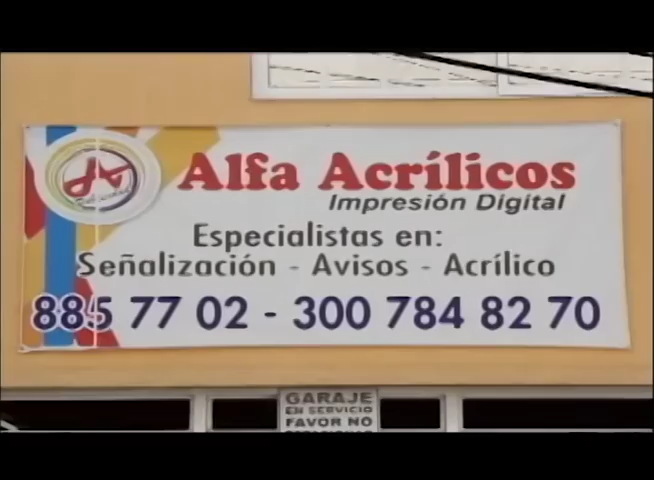 Alfa Acrílicos
Impresión Digital
Especialistas en:
Señalización - Avisos - Acrílico
885 77 02 - 300 784 82 70
GARAJE
EN SERVICIO
FAVOR NO